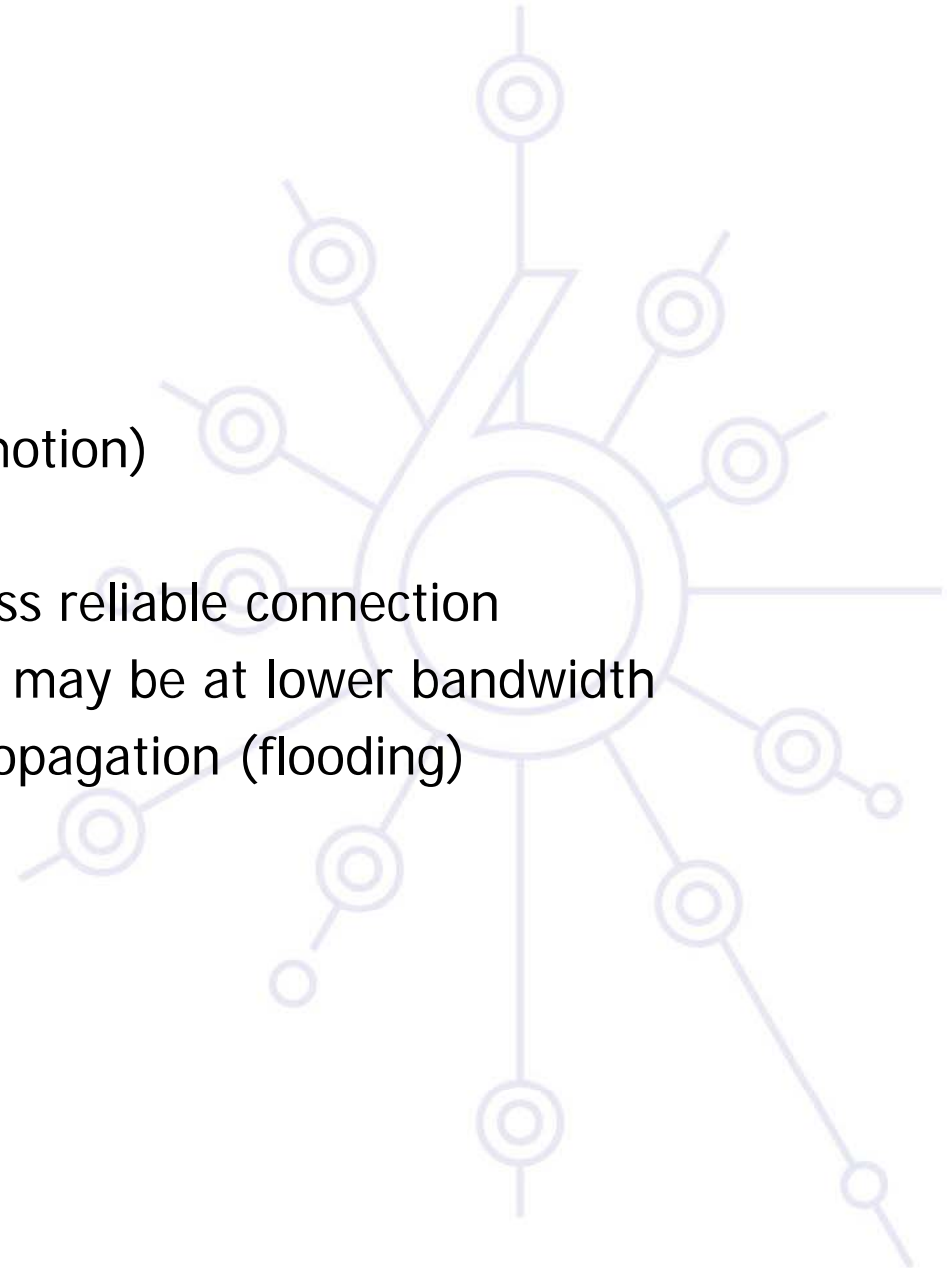 notion)
ss reliable connection
may be at lower bandwidth
opagation (flooding)